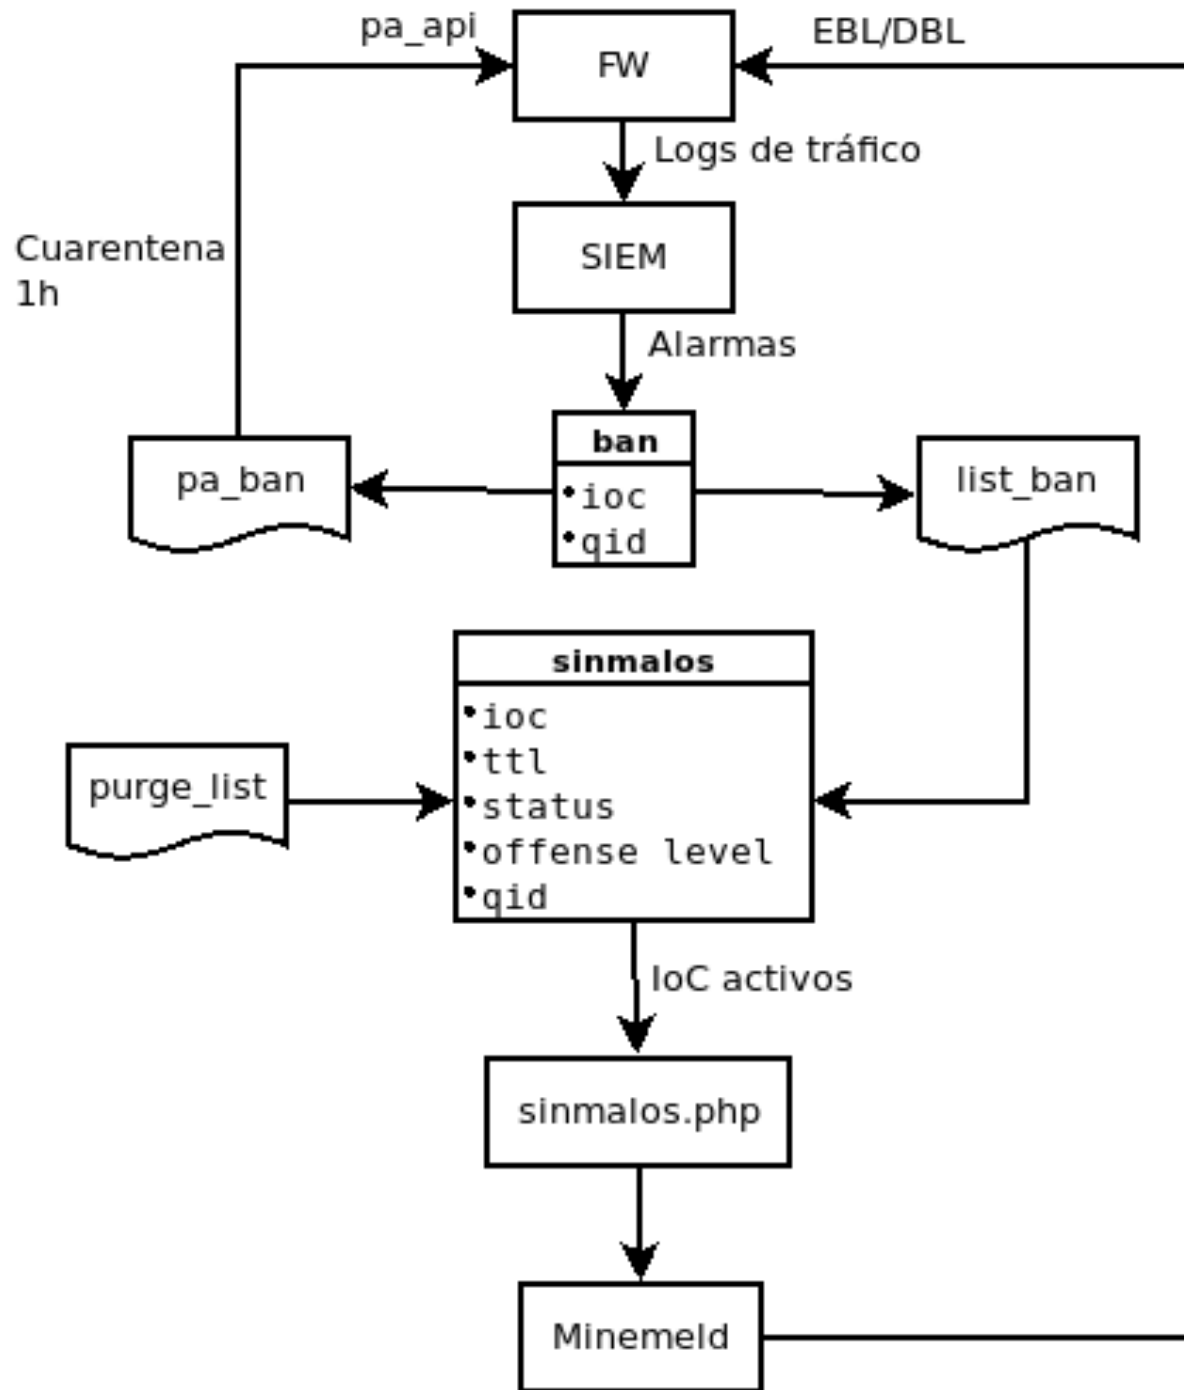 pa_api
FW
EBL/DBL
Logs de tráfico
Cuarentena
1h
SIEM
Alarmas
pa_ban
ban
•ioc
•qid
list_ban
sinmalos
•ioc
•ttl
•status
•offense level
•qid
purge_list
IoC activos
sinmalos.php
Minemeld